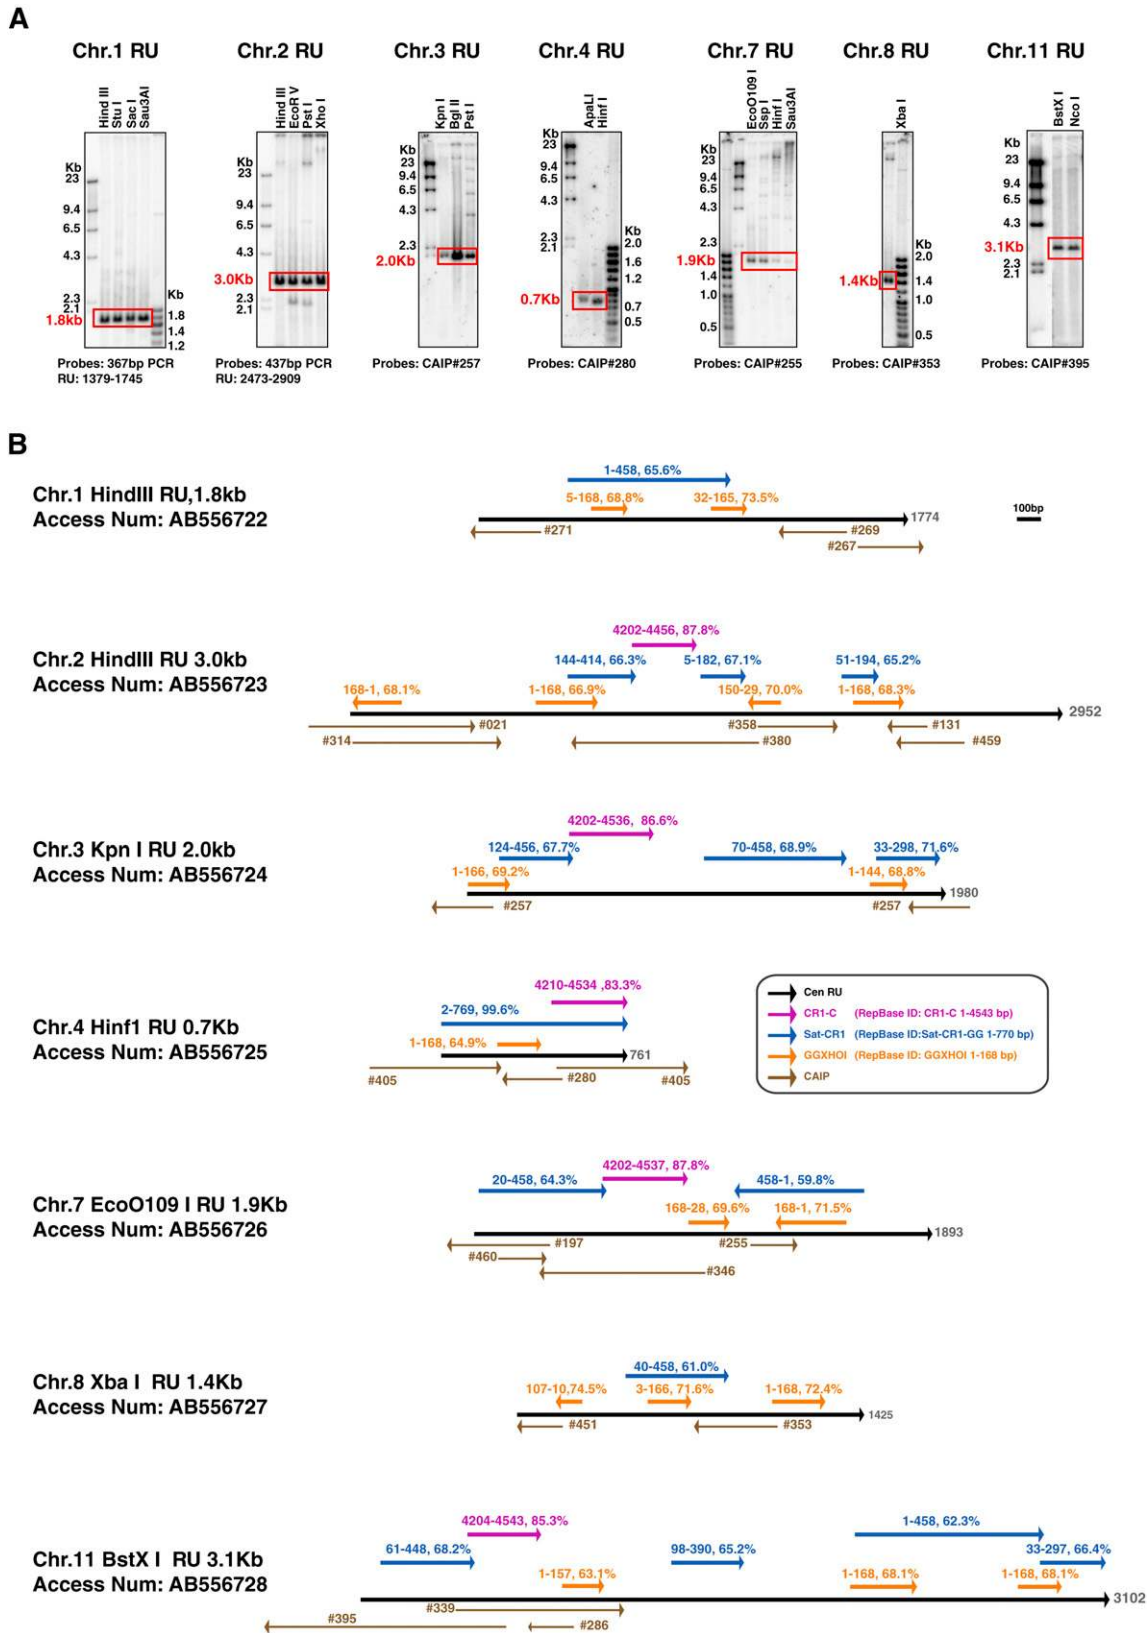 A
Chr.1 RU
Chr.2 RU
Chr.3 RU
Chr.4 RU
Chr.7 RU
Chr.8 RU
Chr.11 RU
Hind III
Stu I
Sac I
Sau3AI
Kb
23
9.4
6.5
4.3
2.3
2.1
1.8kb
Kb
1.8
1.4
1.2
Probes: 367bp PCR
RU: 1379-1745
Hind III
EcoR V
Pst I
Xho I
Kb
23
9.4
6.5
4.3
3.0Kb
2.3
2.1
Probes: 437bp PCR
RU: 2473-2909
Kpn I
Bgl II
Pst I
Kb
23
9.4
6.5
4.3
2.3
2.0Kb
Probes: CAIP#257
ApaLI
Hinf I
Kb
23
9.4
6.5
4.3
2.3
2.1
0.7Kb
Kb
2.0
1.6
1.2
0.7
0.5
Probes: CAIP#280
EcoO109 I
Ssp I
Hinf I
Sau3AI
Kb
23
9.4
6.5
4.3
2.3
1.9Kb
1.4
1.0
0.5
Probes: CAIP#255
Xba I
1.4Kb
Kb
2.0
1.4
1.0
0.5
Probes: CAIP#353
BstX I
Nco I
Kb
23
9.4
6.5
4.3
3.1Kb
2.3
2.1
Probes: CAIP#395
B
Chr.1 HindIII RU,1.8kb
Access Num: AB556722
1-458, 65.6%
5-168, 68.8%
32-165, 73.5%
1774
#271
#269
#267
100bp
Chr.2 HindIII RU 3.0kb
Access Num: AB556723
4202-4456, 87.8%
144-414, 66.3%
5-182, 67.1%
51-194, 65.2%
168-1, 68.1%
1-168, 66.9%
150-29, 70.0%
1-168, 68.3%
2952
#021
#358
#131
#314
#380
#459
Chr.3 Kpn I RU 2.0kb
Access Num: AB556724
4202-4536, 86.6%
124-456, 67.7%
70-458, 68.9%
33-298, 71.6%
1-166, 69.2%
1-144, 68.8%
1980
#257
#257
Chr.4 Hinf1 RU 0.7Kb
Access Num: AB556725
4210-4534 ,83.3%
2-769, 99.6%
1-168, 64.9%
761
#405
#280
#405
Cen RU
CR1-C (RepBase ID: CR1-C 1-4543 bp)
Sat-CR1 (RepBase ID:Sat-CR1-GG 1-770 bp)
GGXHOI (RepBase ID: GGXHOI 1-168 bp)
CAIP
Chr.7 EcoO109 I RU 1.9Kb
Access Num: AB556726
4202-4537, 87.8%
20-458, 64.3%
458-1, 59.8%
168-28, 69.6%
168-1, 71.5%
1893
#197
#255
#460
#346
Chr.8 Xba I RU 1.4Kb
Access Num: AB556727
40-458, 61.0%
107-10,74.5%
3-166, 71.6%
1-168, 72.4%
1425
#451
#353
Chr.11 BstX I RU 3.1Kb
Access Num: AB556728
4204-4543, 85.3%
1-458, 62.3%
61-448, 68.2%
98-390, 65.2%
33-297, 66.4%
1-157, 63.1%
1-168, 68.1%
1-168, 68.1%
3102
#339
#395
#286